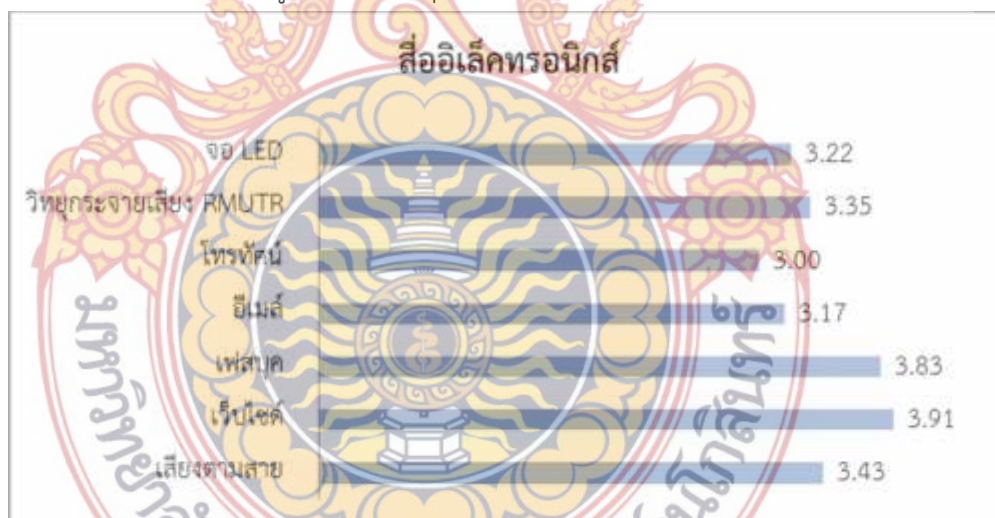 สื่ออิเล็คทรอนิกส์
จอ LED 3.22
วิทยุกระจายเสียง RMUTR 3.35
โทรทัศน์ 3.00
อีเมล์ 3.17
เฟสบุค 3.83
เว็บไซต์ 3.91
เสียงตามสาย 3.43